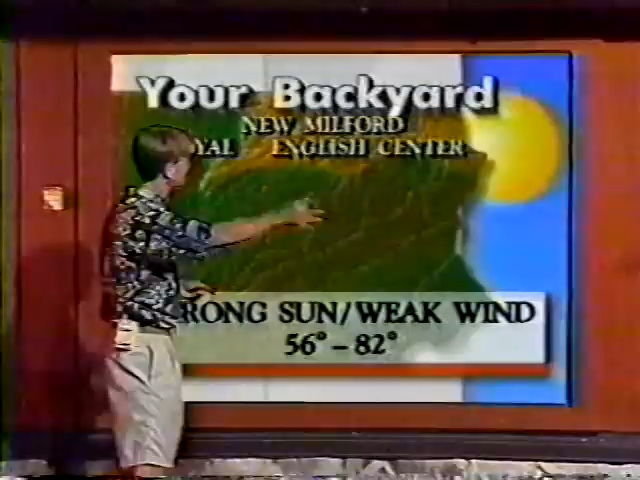 Your Backyard
NEW MILFORD
YAL ENGLISH CENTER
RONG SUN/WEAK WIND
56° – 82°